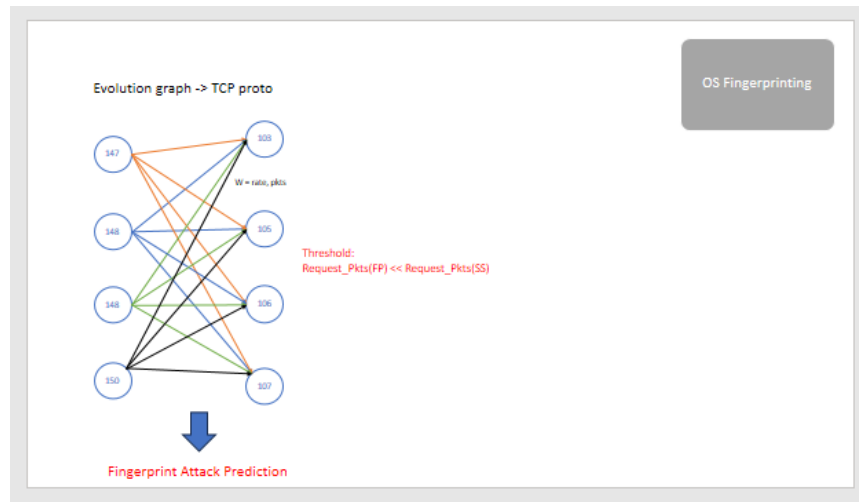 OS Fingerprinting
Evolution graph -> TCP proto
147
103
W = rate, pkts
148
105
Threshold:
Request_Pkts(FP) << Request_Pkts(SS)
148
106
150
107
Fingerprint Attack Prediction